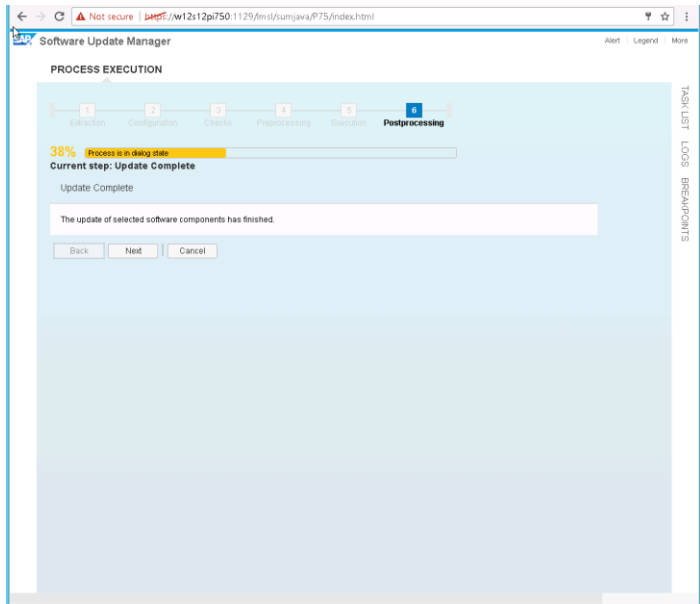 Not secure | https://w12s12pi750:1129/lmsl/sumjava/P75/index.html
SAP Software Update Manager
Alert | Legend | More
PROCESS EXECUTION
1 2 3 4 5 6
Extraction Configuration Checks Preprocessing Execution Postprocessing
38% Process is in dialog state
Current step: Update Complete
Update Complete
The update of selected software components has finished.
Back Next | Cancel
TASK LIST LOGS BREAKPOINTS